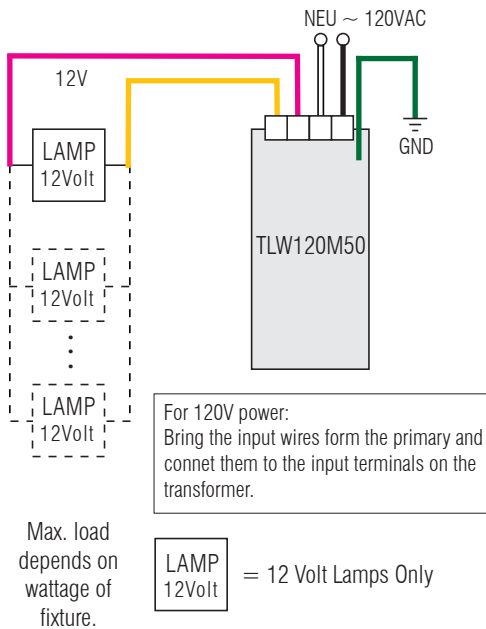 NEU ~ 120VAC
12V
GND
LAMP
12Volt
TLW120M50
LAMP
12Volt
LAMP
12Volt
For 120V power:
Bring the input wires form the primary and
connet them to the input terminals on the
transformer.
Max. load
depends on
wattage of
fixture.
LAMP
12Volt
= 12 Volt Lamps Only